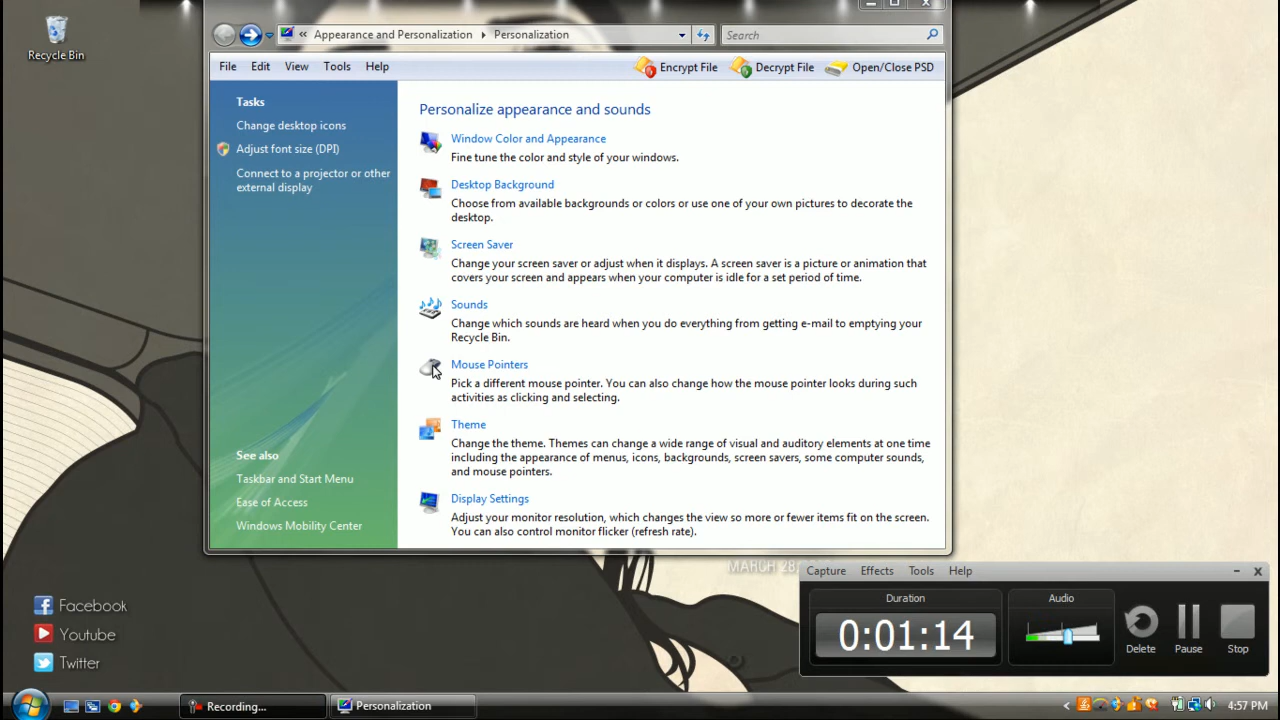 Recycle Bin
« Appearance and Personalization Personalization
Search
File Edit View Tools Help
Encrypt File Decrypt File Open/Close PSD
Tasks
Change desktop icons
Adjust font size (DPI)
Connect to a projector or other
external display
See also
Taskbar and Start Menu
Ease of Access
Windows Mobility Center
Personalize appearance and sounds
Window Color and Appearance
Fine tune the color and style of your windows.
Desktop Background
Choose from available backgrounds or colors or use one of your own pictures to decorate the
desktop.
Screen Saver
Change your screen saver or adjust when it displays. A screen saver is a picture or animation that
covers your screen and appears when your computer is idle for a set period of time.
Sounds
Change which sounds are heard when you do everything from getting e-mail to emptying your
Recycle Bin.
Mouse Pointers
Pick a different mouse pointer. You can also change how the mouse pointer looks during such
activities as clicking and selecting.
Theme
Change the theme. Themes can change a wide range of visual and auditory elements at one time
including the appearance of menus, icons, backgrounds, screen savers, some computer sounds,
and mouse pointers.
Display Settings
Adjust your monitor resolution, which changes the view so more or fewer items fit on the screen.
You can also control monitor flicker (refresh rate).
MARCH 28,
Capture Effects Tools Help
Duration
0:01:14
Audio
Delete Pause Stop
Facebook
Youtube
Twitter
Recording...
Personalization
4:57 PM